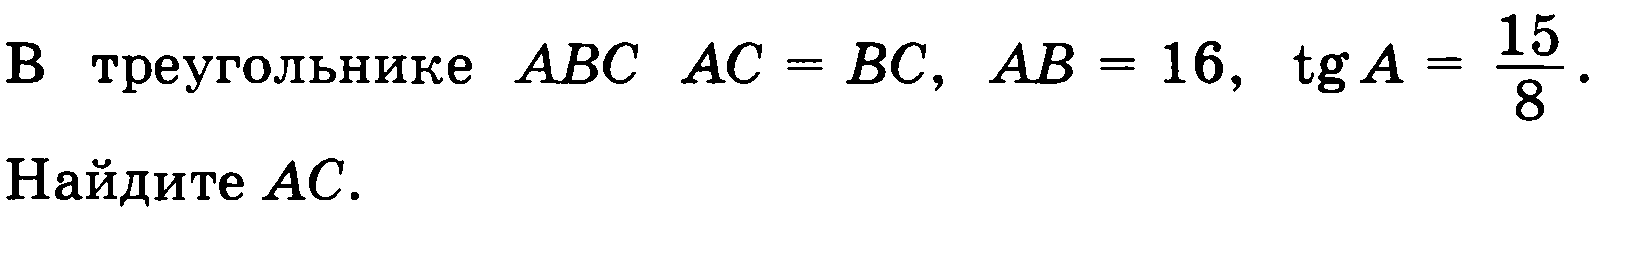 В треугольнике ABC AC = BC, AB = 16, tg A = 15/8.
Найдите AC.